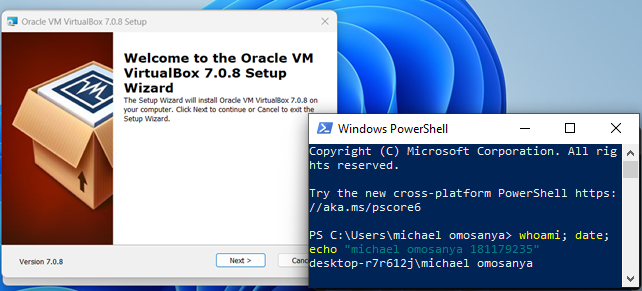 Oracle VM VirtualBox 7.0.8 Setup
Welcome to the Oracle VM
VirtualBox 7.0.8 Setup
Wizard
The Setup Wizard will install Oracle VM VirtualBox 7.0.8 on
your computer. Click Next to continue or Cancel to exit the
Setup Wizard.
Version 7.0.8
Next >
Canc
Windows PowerShell
Copyright (C) Microsoft Corporation. All rig
hts reserved.
Try the new cross-platform PowerShell https:
//aka.ms/pscore6
PS C:\Users\michael omosanya> whoami; date;
echo "michael omosanya 181179235"
desktop-r7r612j\michael omosanya